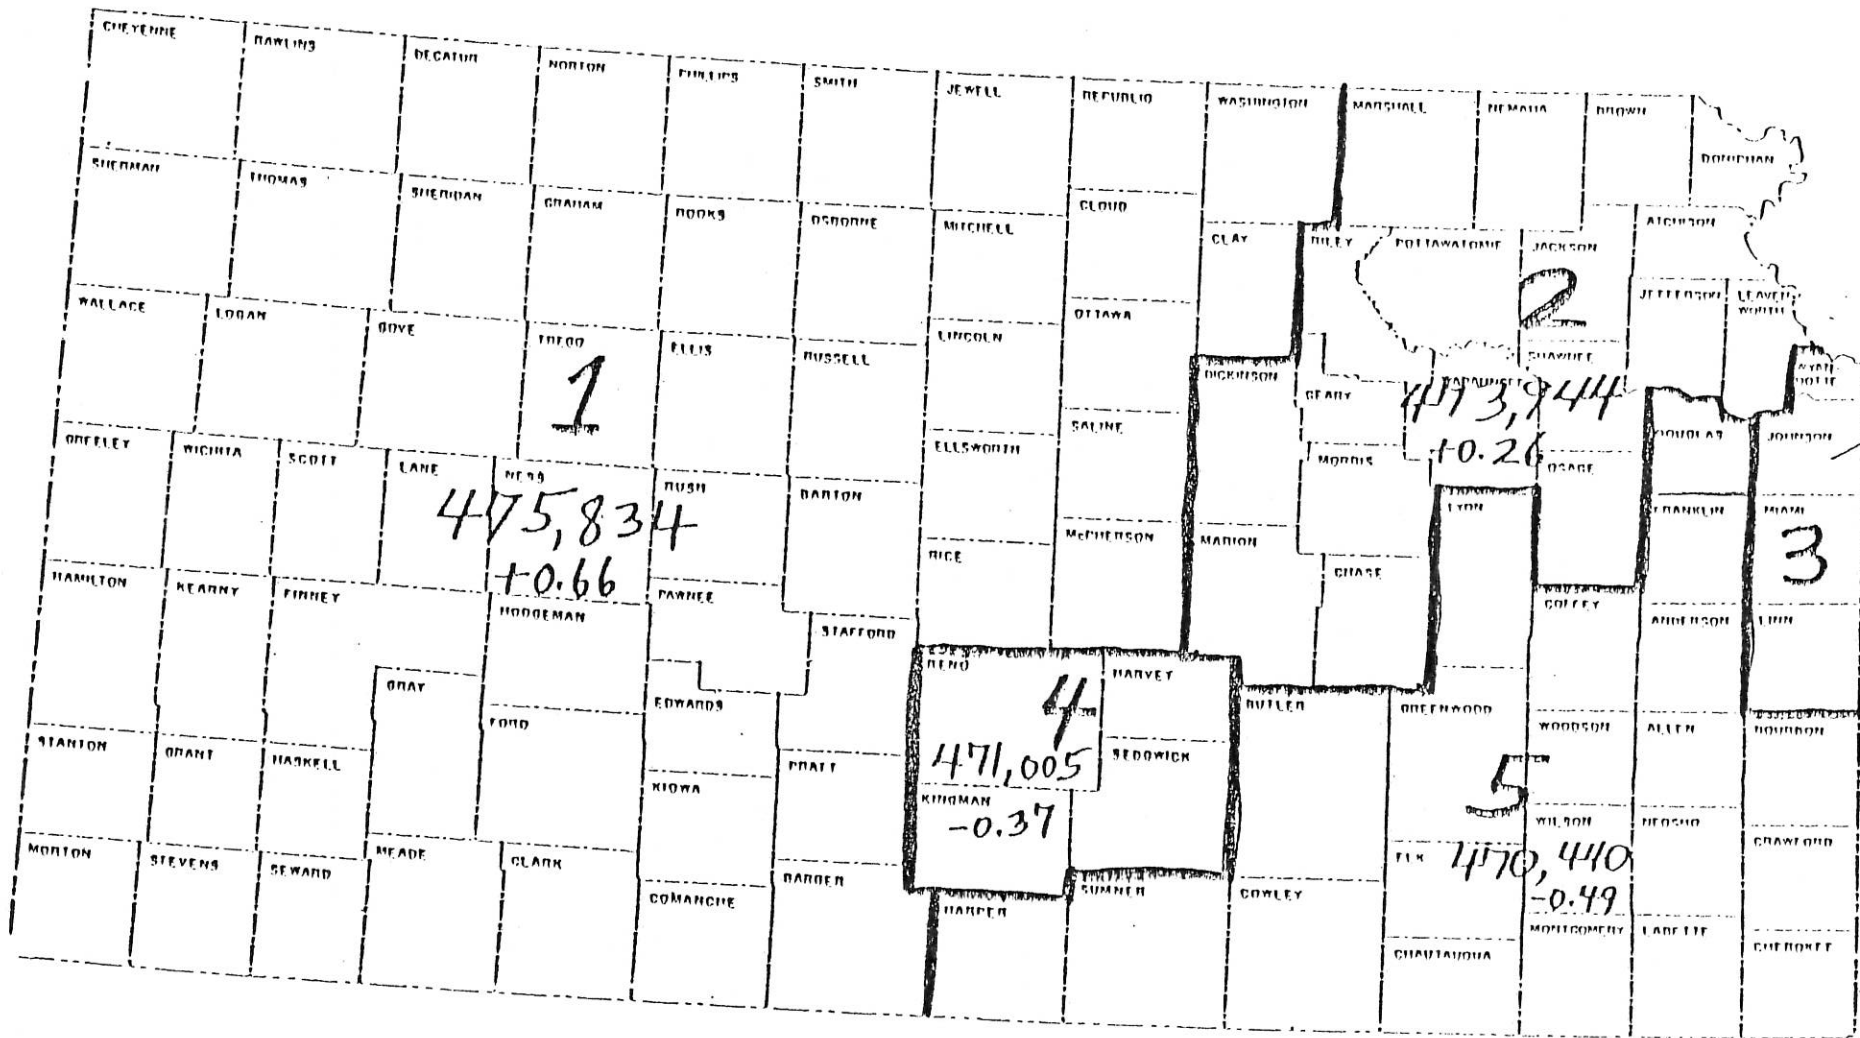 CHEYENNE
RAWLINS
DECATUR
NORTON
PHILLIPS
SMITH
JEWELL
REPUBLIC
WASHINGTON
MARSHALL
NEMAHA
BROWN
DONIPHAN
SHERMAN
THOMAS
SHERIDAN
GRAHAM
ROOKS
OSBORNE
MITCHELL
CLOUD
CLAY
RILEY
POTTAWATOMIE
JACKSON
ATCHISON
WALLACE
LOGAN
GOVE
TREGO
ELLIS
RUSSELL
LINCOLN
OTTAWA
2
JEFFERSON
LEAVEN
WORTH
1
DICKINSON
GEARY
WABAUNSEE
SHAWNEE
WYAN-
DOTTE
473,944
+0.26
GREELEY
WICHITA
SCOTT
LANE
NESS
RUSH
BARTON
ELLSWORTH
SALINE
MORRIS
OSAGE
DOUGLAS
JOHNSON
475,834
+0.66
RICE
McPHERSON
MARION
CHASE
LYON
FRANKLIN
MIAMI
3
HAMILTON
KEARNY
FINNEY
HODGEMAN
PAWNEE
STAFFORD
COFFEY
ANDERSON
LINN
GRAY
FORD
EDWARDS
RENO
HARVEY
BUTLER
GREENWOOD
WOODSON
ALLEN
BOURBON
4
471,005
-0.37
STANTON
GRANT
HASKELL
KIOWA
PRATT
KINGMAN
SEDGWICK
5
WILSON
NEOSHO
CRAWFORD
MORTON
STEVENS
SEWARD
MEADE
CLARK
COMANCHE
BARBER
HARPER
SUMNER
COWLEY
ELK
470,440
-0.49
CHAUTAUQUA
MONTGOMERY
LABETTE
CHEROKEE